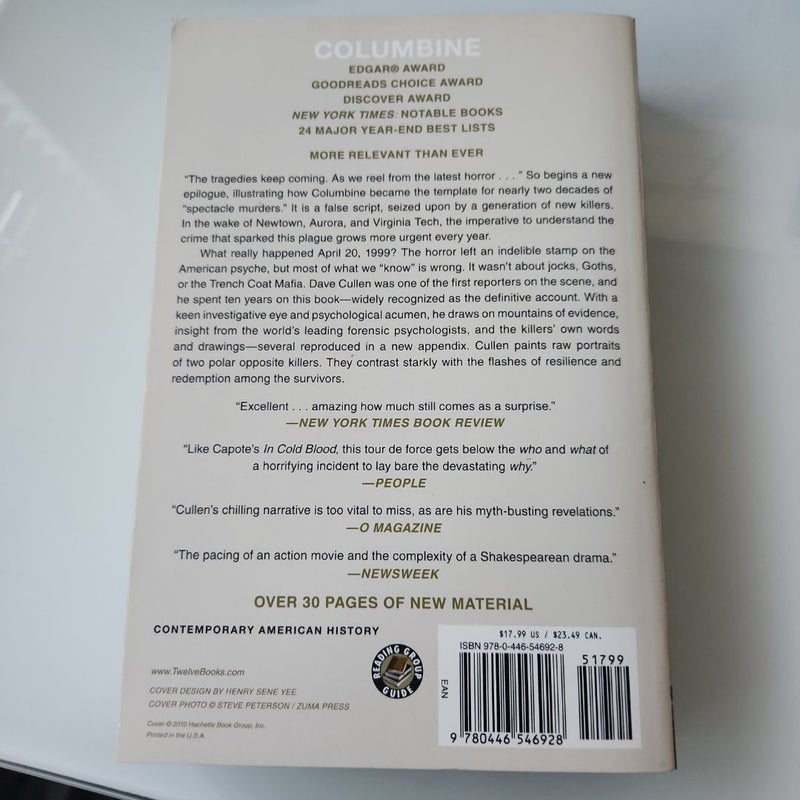 COLUMBINE
EDGAR® AWARD
GOODREADS CHOICE AWARD
DISCOVER AWARD
NEW YORK TIMES: NOTABLE BOOKS
24 MAJOR YEAR-END BEST LISTS
MORE RELEVANT THAN EVER
“The tragedies keep coming. As we reel from the latest horror . . .” So begins a new
epilogue, illustrating how Columbine became the template for nearly two decades of
“spectacle murders.” It is a false script, seized upon by a generation of new killers.
In the wake of Newtown, Aurora, and Virginia Tech, the imperative to understand the
crime that sparked this plague grows more urgent every year.
What really happened April 20, 1999? The horror left an indelible stamp on the
American psyche, but most of what we “know” is wrong. It wasn’t about jocks, Goths,
or the Trench Coat Mafia. Dave Cullen was one of the first reporters on the scene, and
he spent ten years on this book—widely recognized as the definitive account. With a
keen investigative eye and psychological acumen, he draws on mountains of evidence,
insight from the world’s leading forensic psychologists, and the killers’ own words
and drawings—several reproduced in a new appendix. Cullen paints raw portraits
of two polar opposite killers. They contrast starkly with the flashes of resilience and
redemption among the survivors.
“Excellent . . . amazing how much still comes as a surprise.”
—NEW YORK TIMES BOOK REVIEW
“Like Capote’s In Cold Blood, this tour de force gets below the who and what of
a horrifying incident to lay bare the devastating why.”
—PEOPLE
“Cullen’s chilling narrative is too vital to miss, as are his myth-busting revelations.”
—O MAGAZINE
“The pacing of an action movie and the complexity of a Shakespearean drama.”
—NEWSWEEK
OVER 30 PAGES OF NEW MATERIAL
CONTEMPORARY AMERICAN HISTORY
READING GROUP
GUIDE
www.TwelveBooks.com
COVER DESIGN BY HENRY SENE YEE
COVER PHOTO © STEVE PETERSON / ZUMA PRESS
Cover © 2010 Hachette Book Group, Inc.
Printed in the U.S.A.
$17.99 US / $23.49 CAN.
ISBN 978-0-446-54692-8
51799
EAN
9 780446 546928